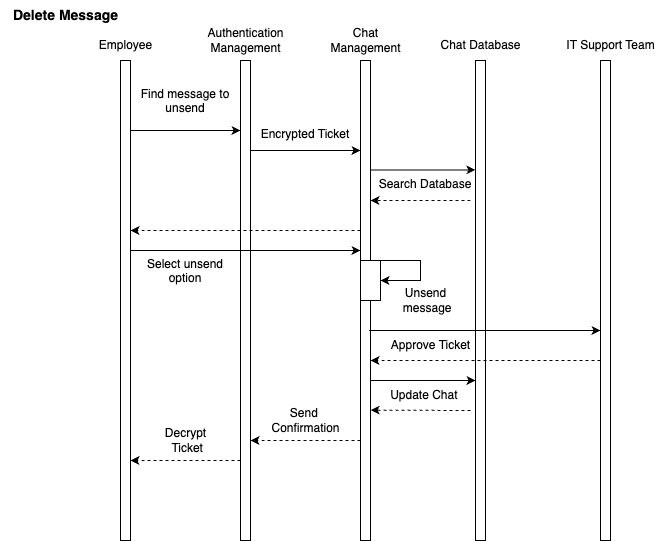 Delete Message
Employee
Authentication
Management
Chat
Management
Chat Database
IT Support Team
Find message to
unsend
Encrypted Ticket
Search Database
Select unsend
option
Unsend
message
Approve Ticket
Update Chat
Send
Confirmation
Decrypt
Ticket